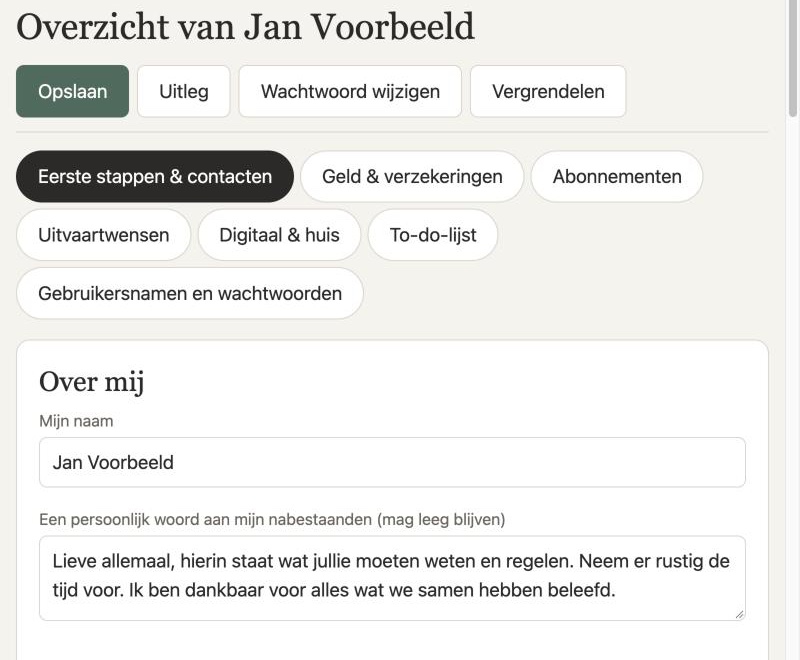 Overzicht van Jan Voorbeeld
Opslaan Uitleg Wachtwoord wijzigen Vergrendelen
Eerste stappen & contacten Geld & verzekeringen Abonnementen
Uitvaartwensen Digitaal & huis To-do-lijst
Gebruikersnamen en wachtwoorden
Over mij
Mijn naam
Jan Voorbeeld
Een persoonlijk woord aan mijn nabestaanden (mag leeg blijven)
Lieve allemaal, hierin staat wat jullie moeten weten en regelen. Neem er rustig de
tijd voor. Ik ben dankbaar voor alles wat we samen hebben beleefd.